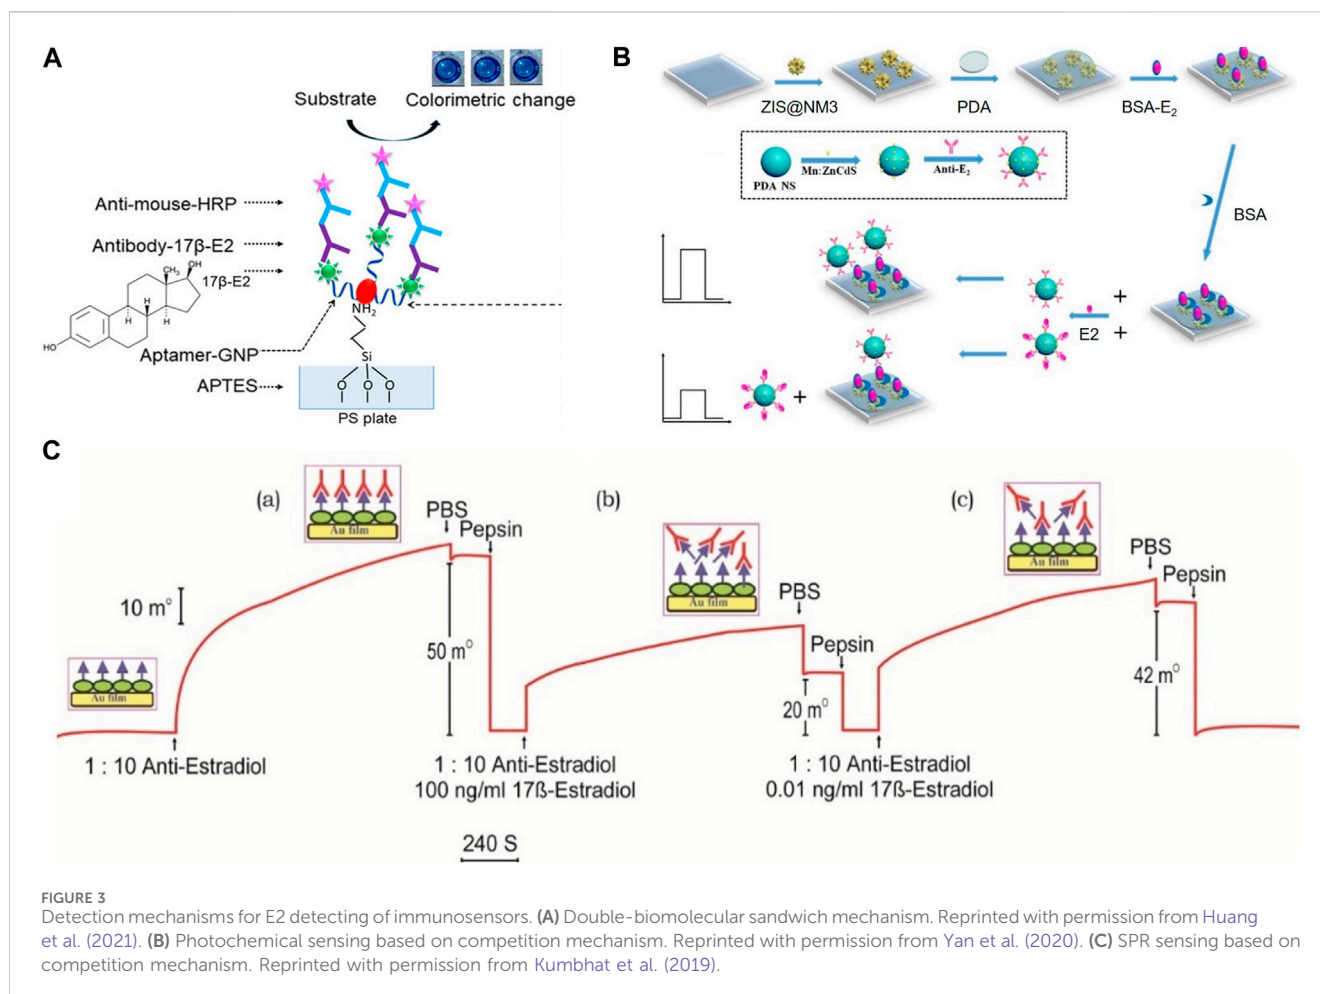 A
Substrate
Colorimetric change
Anti-mouse-HRP
Antibody-17β-E2
17β-E2
CH₃
OH
H
H
H
HO
NH₂
Aptamer-GNP
Si
APTES
O O O
PS plate
B
ZIS@NM3
PDA
BSA-E₂
PDA NS
Mn:ZnCdS
Anti-E₂
BSA
+
E2
+
+
C
(a)
Au film
PBS
Pepsin
10 m°
50 m°
Au film
1 : 10 Anti-Estradiol
(b)
Au film
PBS
Pepsin
20 m°
1 : 10 Anti-Estradiol
100 ng/ml 17ß-Estradiol
(c)
Au film
PBS
Pepsin
42 m°
1 : 10 Anti-Estradiol
0.01 ng/ml 17ß-Estradiol
240 S
FIGURE 3
Detection mechanisms for E2 detecting of immunosensors. (A) Double-biomolecular sandwich mechanism. Reprinted with permission from Huang
et al. (2021). (B) Photochemical sensing based on competition mechanism. Reprinted with permission from Yan et al. (2020). (C) SPR sensing based on
competition mechanism. Reprinted with permission from Kumbhat et al. (2019).